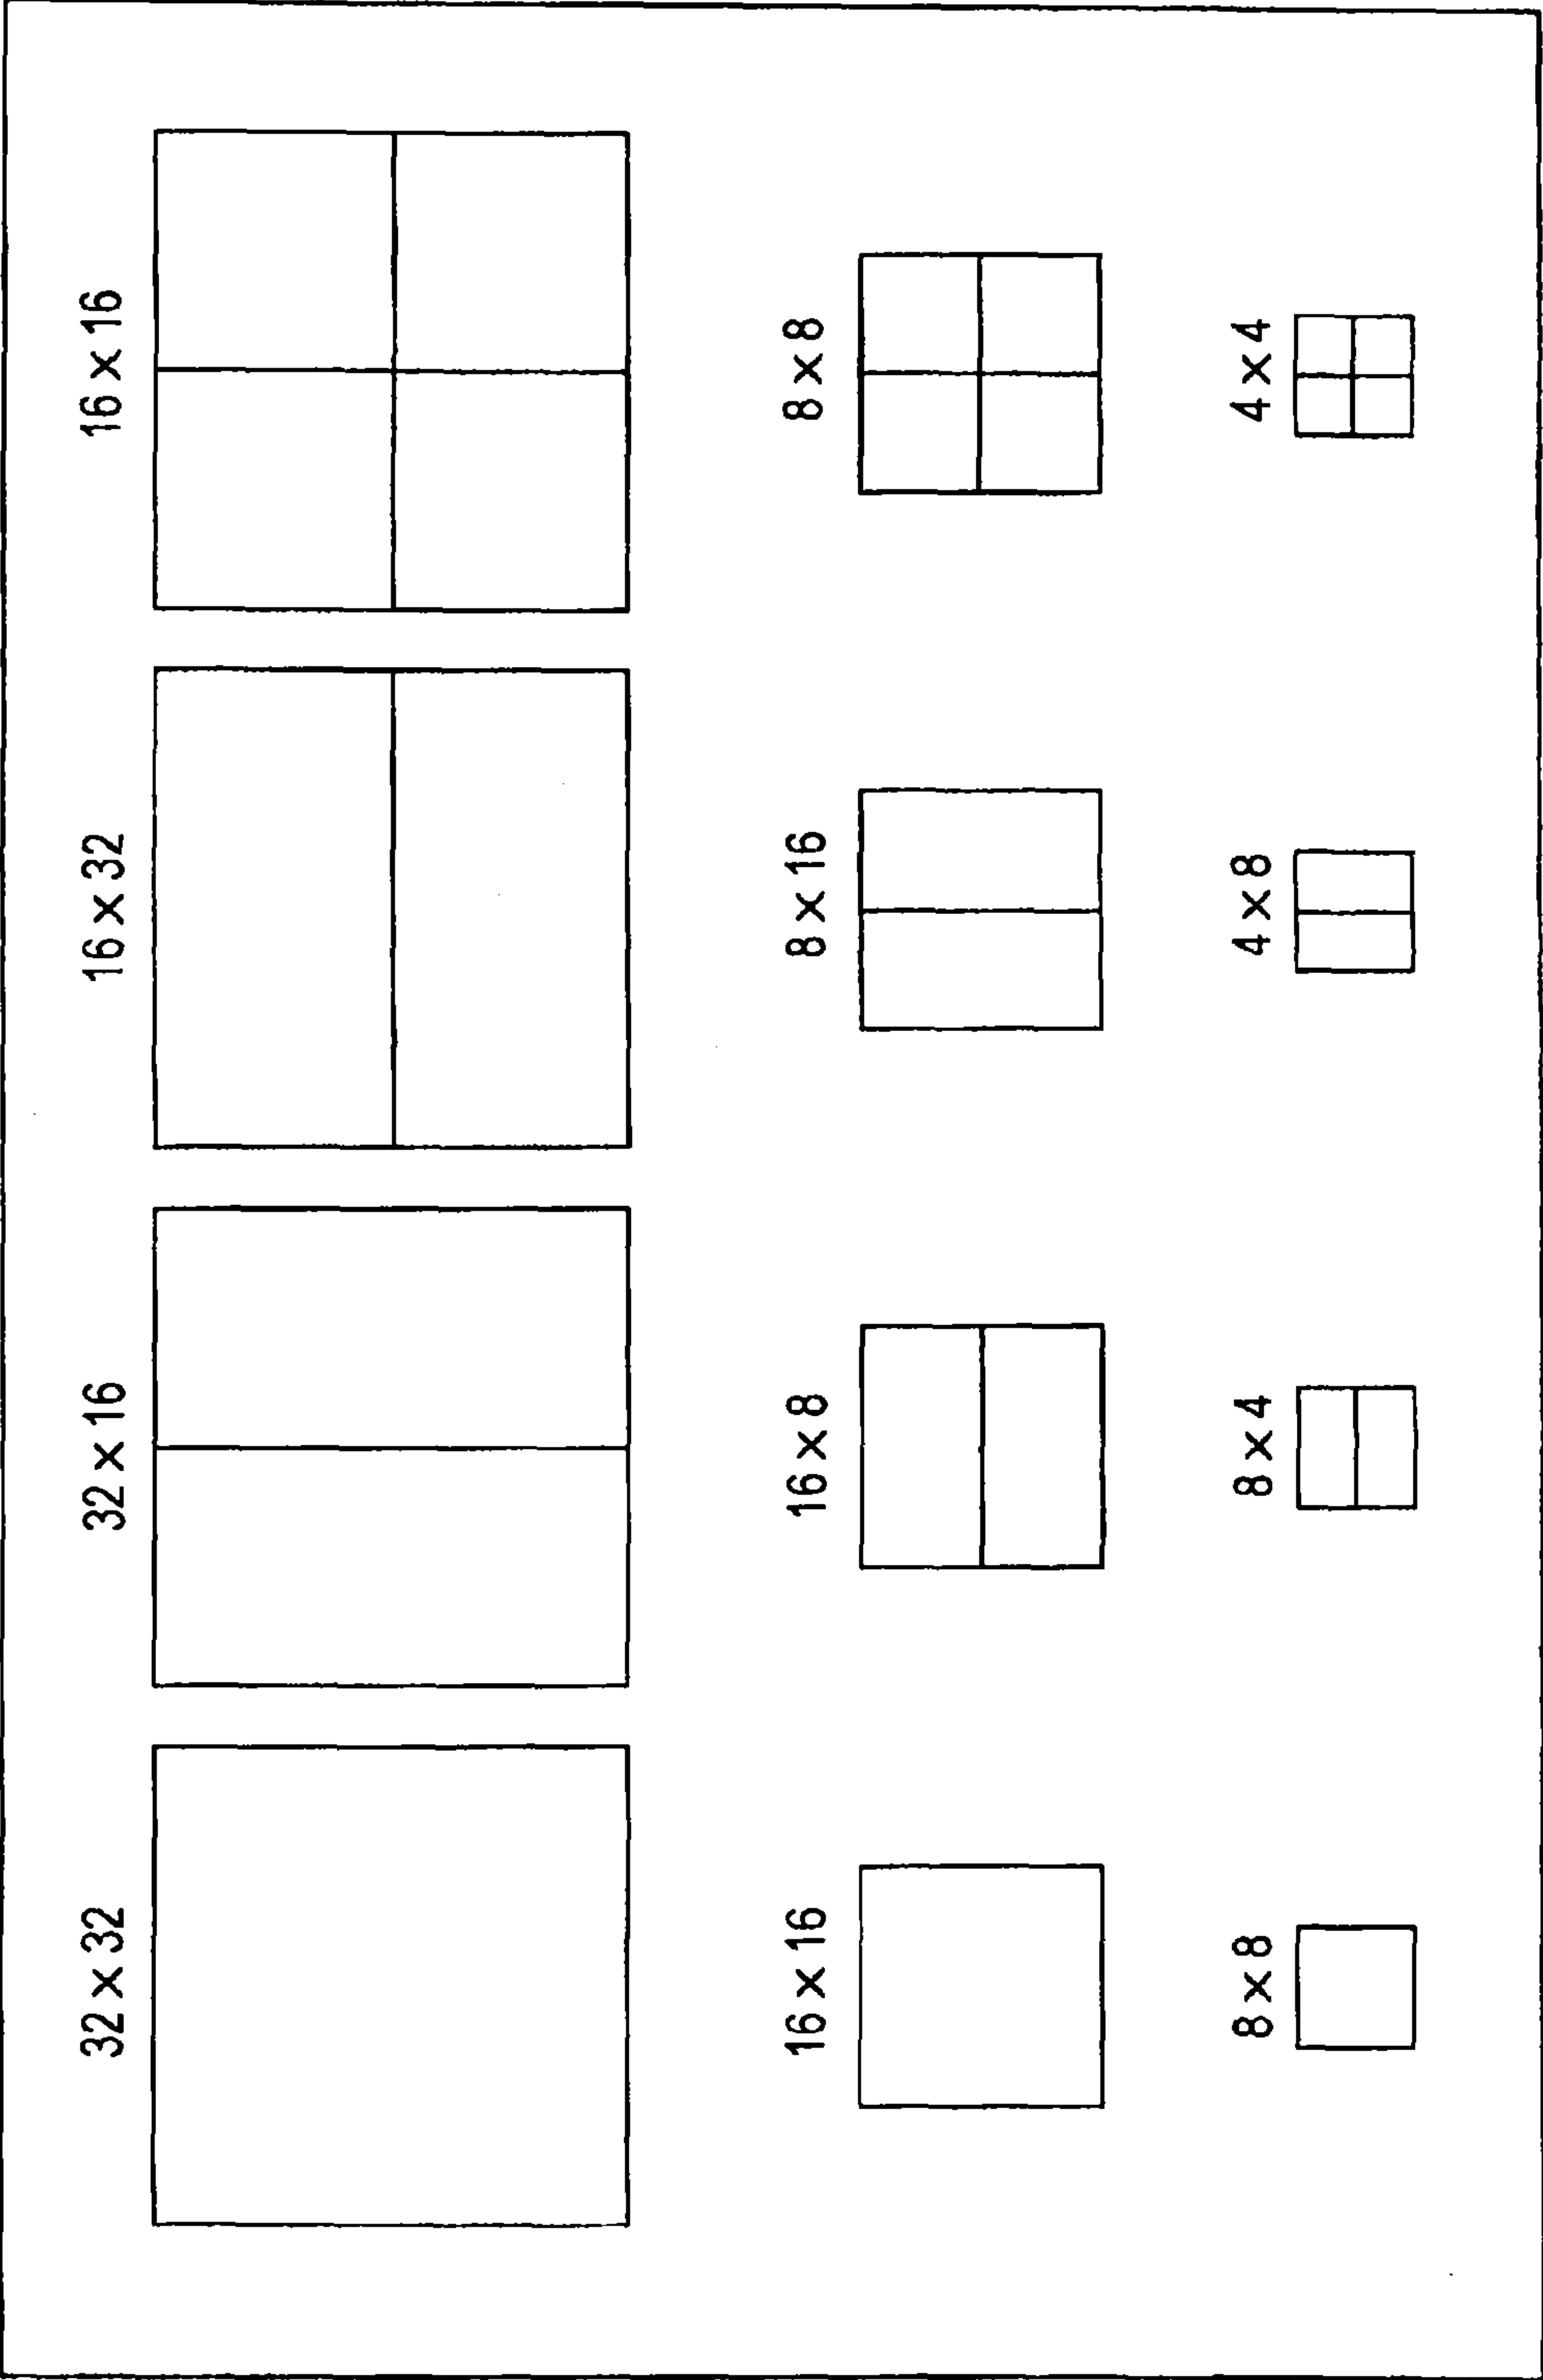 32 × 32 32 × 16 16 × 32 16 × 16
16 × 16 16 × 8 8 × 16 8 × 8
8 × 8 8 × 4 4 × 8 4 × 4